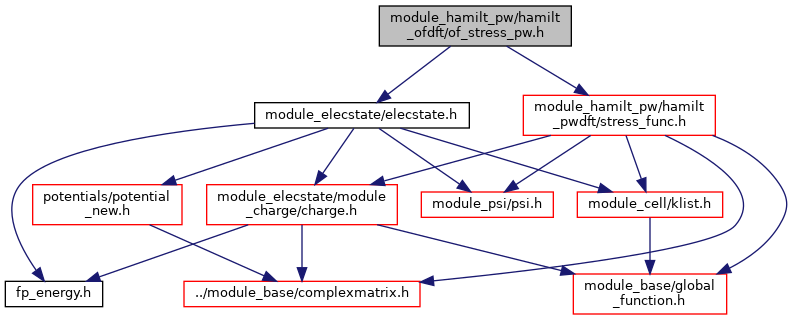 module_hamilt_pw/hamilt
_ofdft/of_stress_pw.h
module_elecstate/elecstate.h
module_hamilt_pw/hamilt
_pwdft/stress_func.h
potentials/potential
_new.h
module_elecstate/module
_charge/charge.h
module_psi/psi.h
module_cell/klist.h
fp_energy.h
../module_base/complexmatrix.h
module_base/global
_function.h